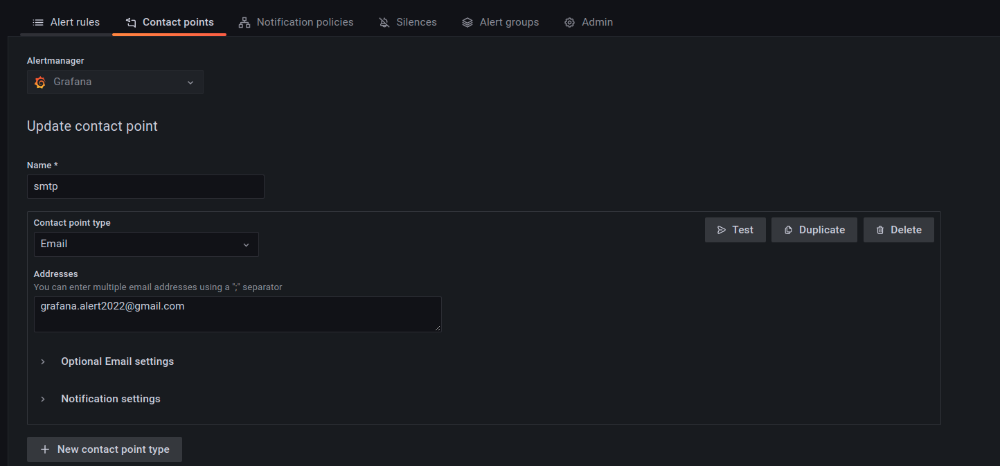 Alert rules Contact points Notification policies Silences Alert groups Admin
Alertmanager
Grafana
Update contact point
Name *
smtp
Contact point type
Email
Test Duplicate Delete
Addresses
You can enter multiple email addresses using a ";" separator
grafana.alert2022@gmail.com
Optional Email settings
Notification settings
New contact point type